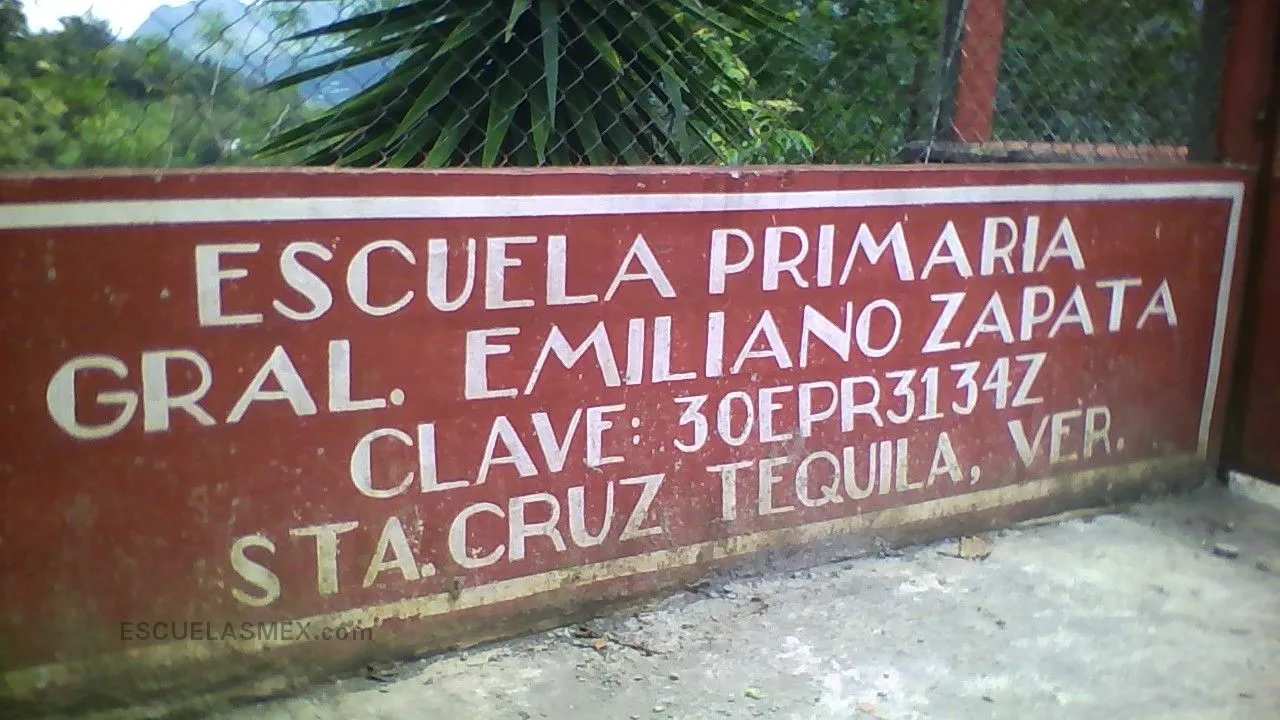 ESCUELA PRIMARIA
GRAL. EMILIANO ZAPATA
CLAVE: 30EPR3134Z
STA. CRUZ TEQUILA, VER.
ESCUELASMEX.com